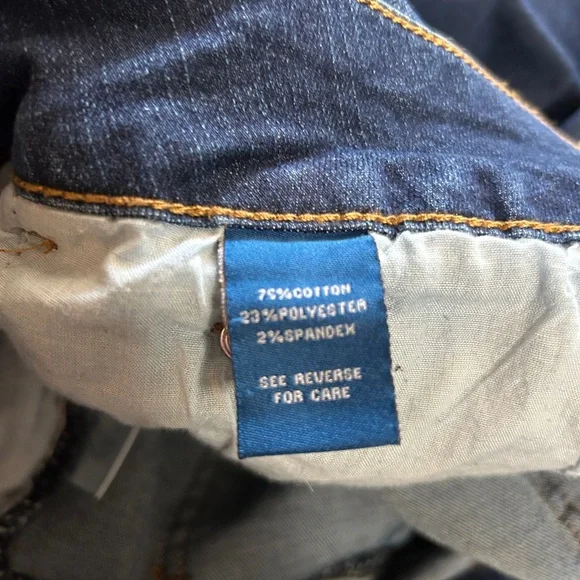 75%COTTON
23%POLYESTER
2%SPANDEX
SEE REVERSE
FOR CARE